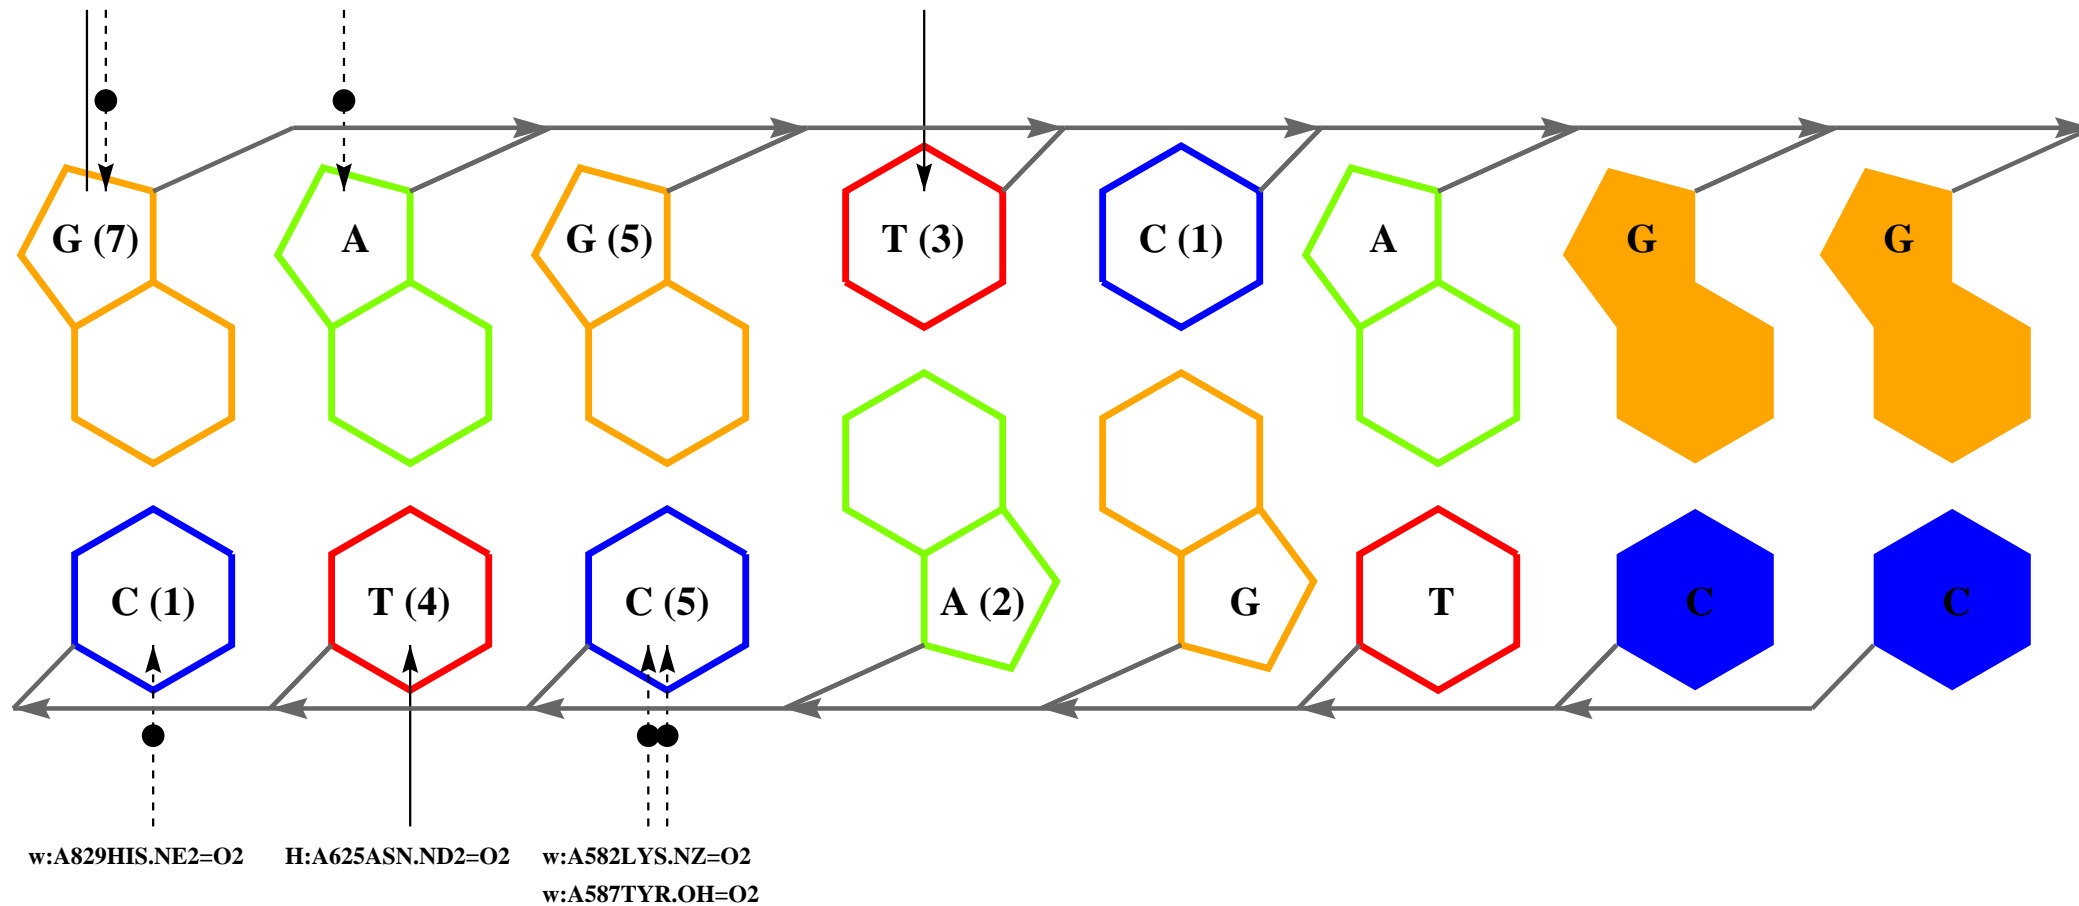 G (7) A G (5) T (3) C (1) A G G
C (1) T (4) C (5) A (2) G T C C
w:A829HIS.NE2=O2 H:A625ASN.ND2=O2 w:A582LYS.NZ=O2
w:A587TYR.OH=O2